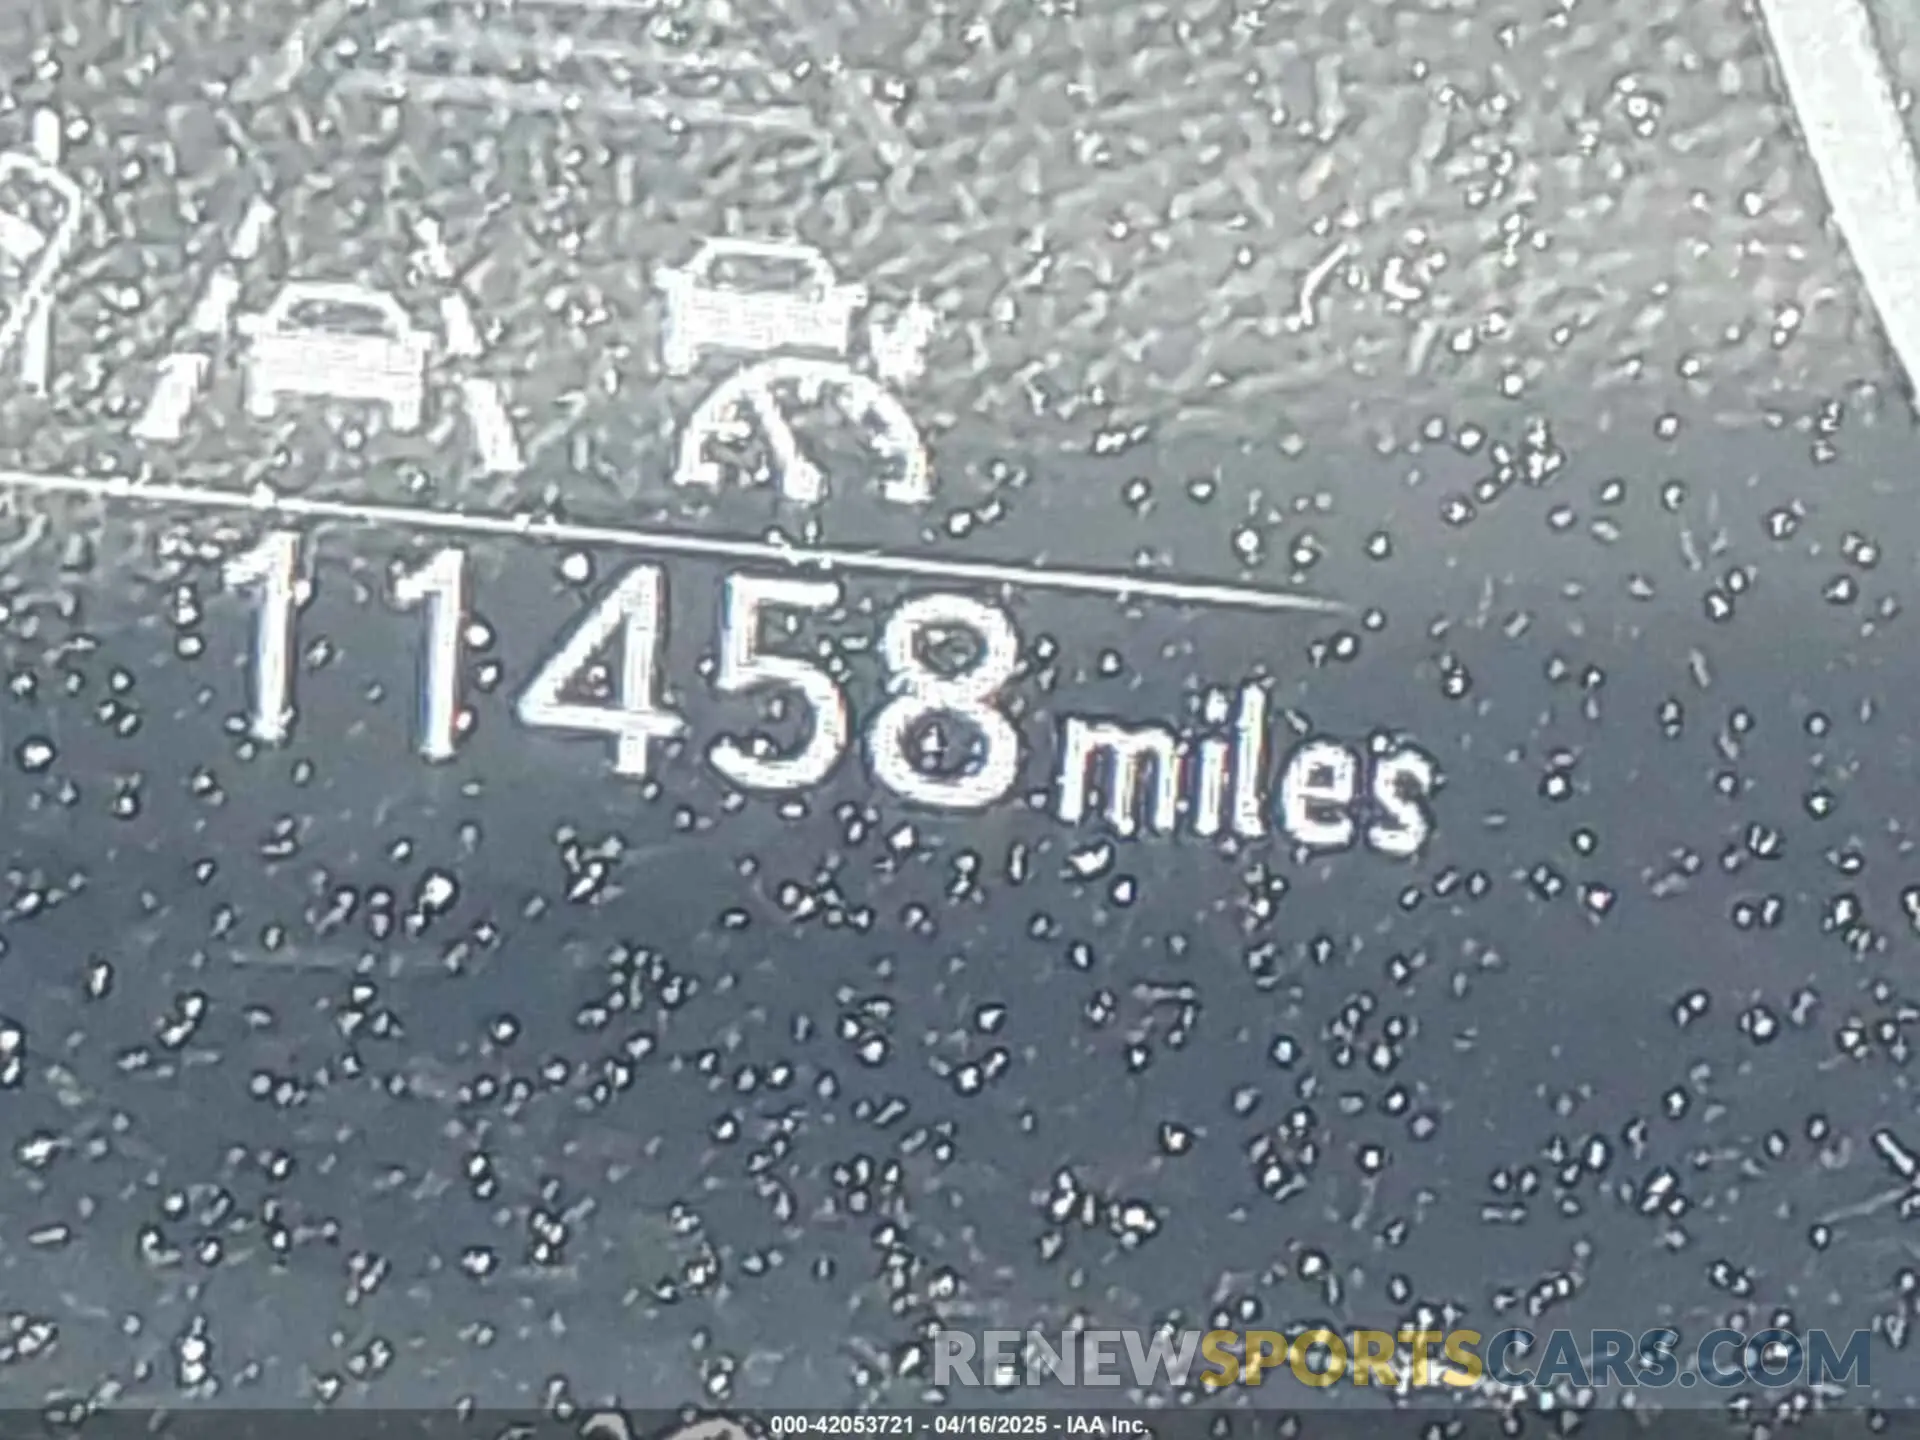 11458 miles
RENEWSPORTSCARS.COM
000-42053721 - 04/16/2025 - IAA Inc.